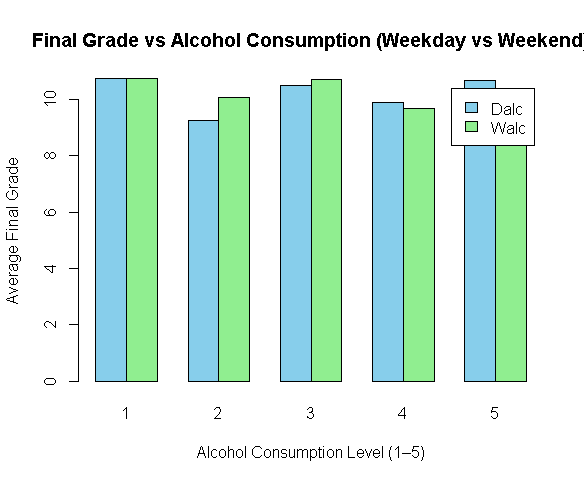 Final Grade vs Alcohol Consumption (Weekday vs Weekend)
Average Final Grade
10
8
6
4
2
0
Dalc
Walc
1 2 3 4 5
Alcohol Consumption Level (1–5)